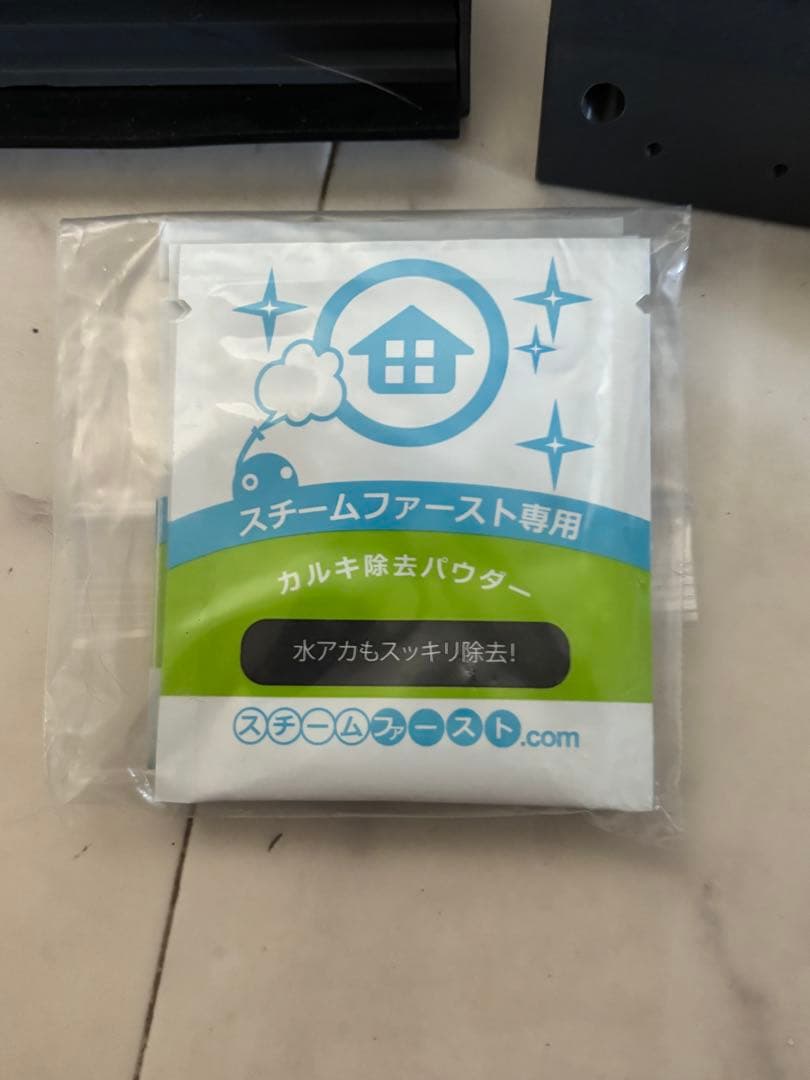 スチームファースト専用
カルキ除去パウダー
水アカもスッキリ除去!
スチームファースト.com